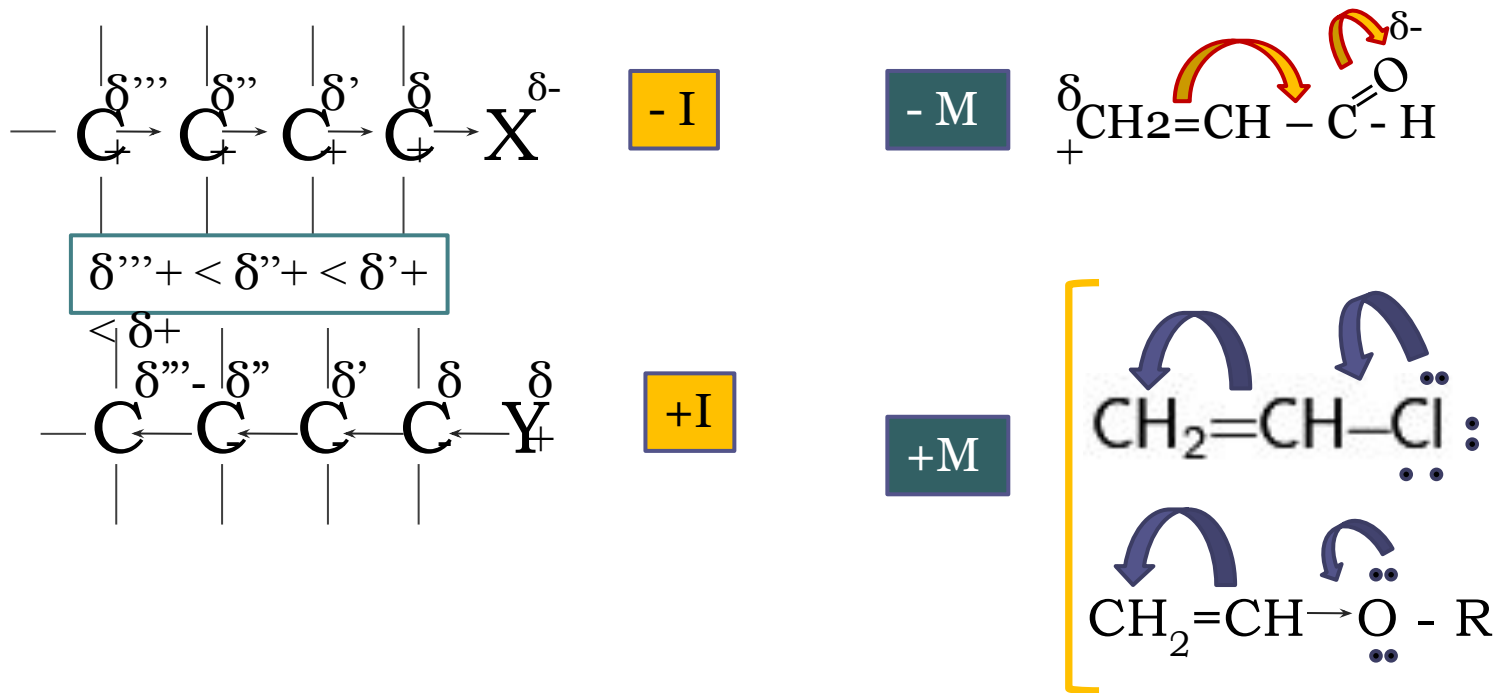 δ''' δ'' δ' δ δ-
C + C + C + C + X
- I
δ'''+ < δ''+ < δ'+
< δ+
δ'''- δ'' δ' δ δ
C C - C - C - Y +
+I
- M
δ-
O
δ
+
CH2=CH – C - H
+M
CH₂=CH–Cl
CH₂=CH O - R